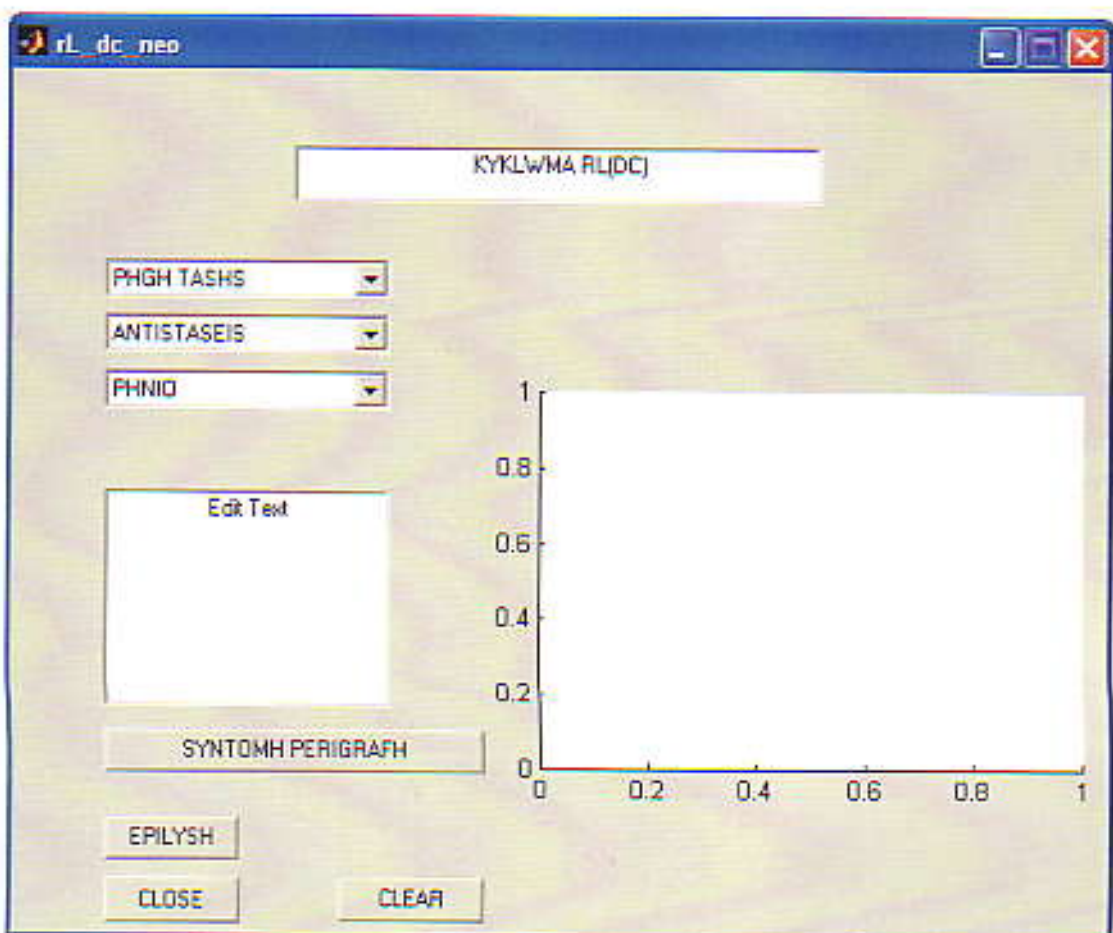 rL_dc_neo
KYKLWMA RL(DC)
PHGH TASHS
ANTISTASEIS
PHNIO
Edit Text
SYNTOMH PERIGRAFH
EPILYSH
CLOSE
CLEAR
1
0.8
0.6
0.4
0.2
0
0 0.2 0.4 0.6 0.8 1